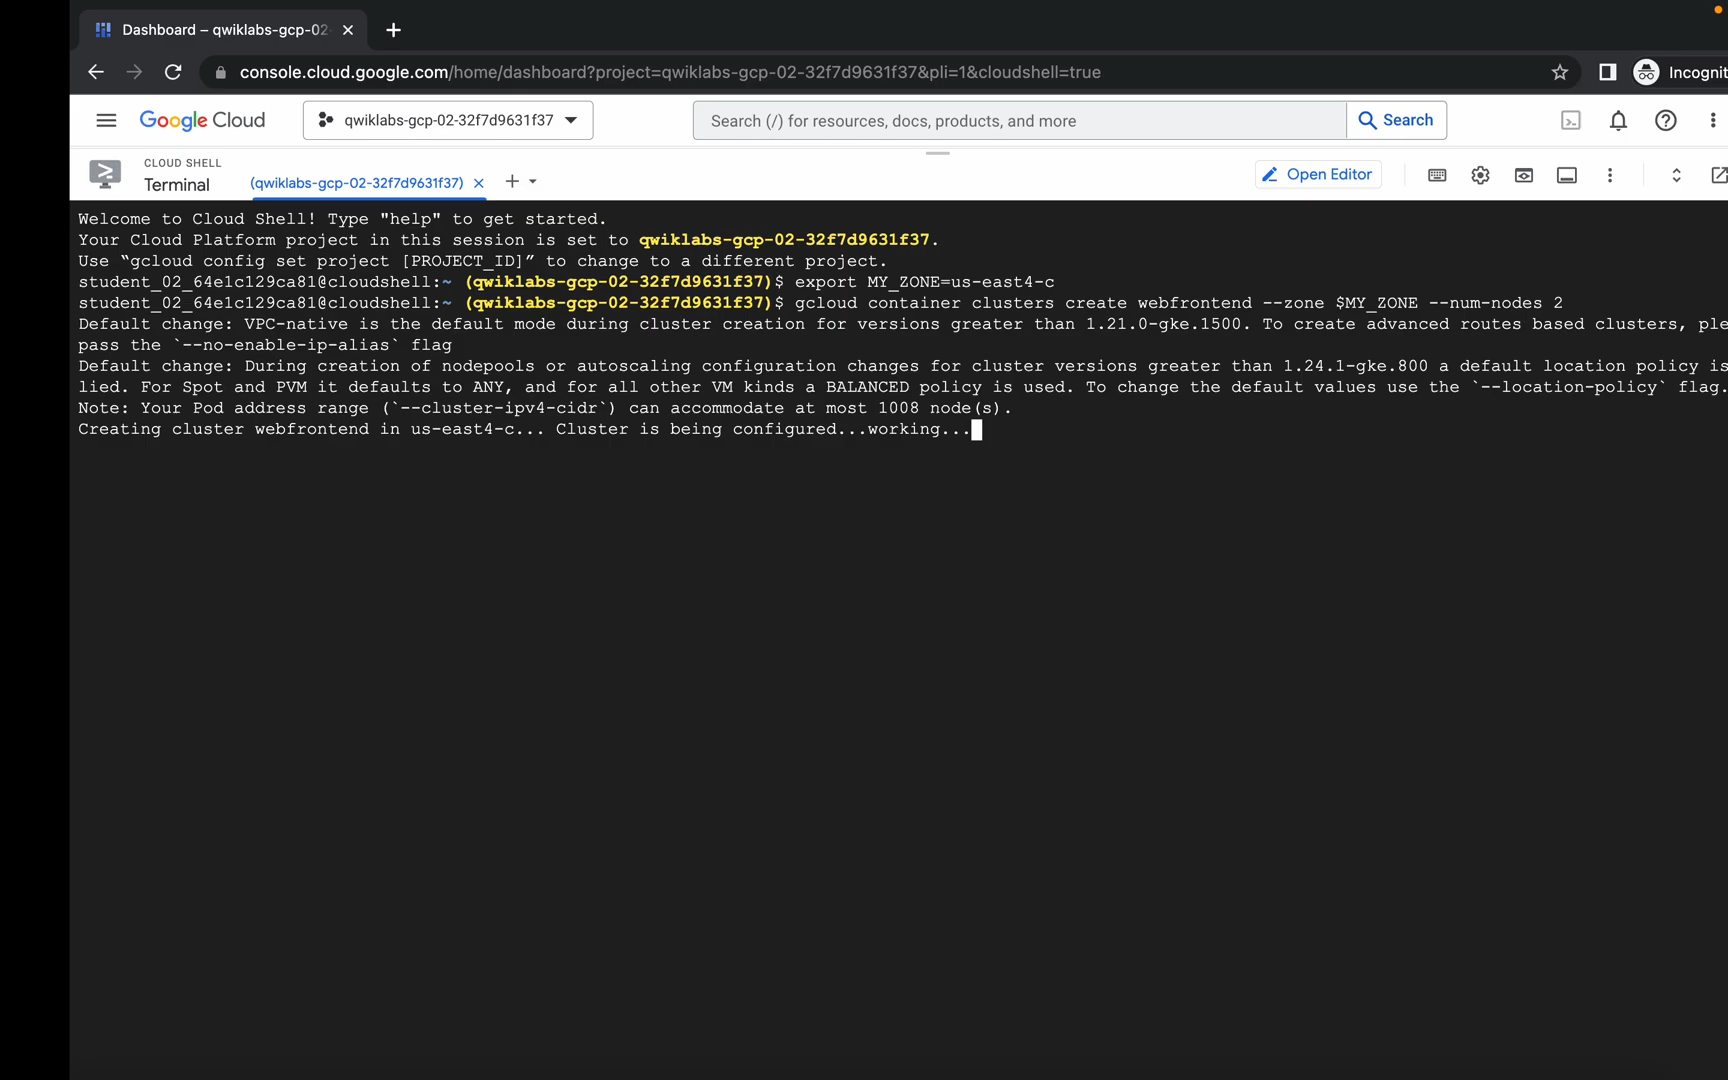 Dashboard – qwiklabs-gcp-02-
console.cloud.google.com/home/dashboard?project=qwiklabs-gcp-02-32f7d9631f37&pli=1&cloudshell=true
Incognit
Google Cloud
qwiklabs-gcp-02-32f7d9631f37
Search (/) for resources, docs, products, and more
Search
CLOUD SHELL
Terminal
(qwiklabs-gcp-02-32f7d9631f37)
Open Editor
Welcome to Cloud Shell! Type "help" to get started.
Your Cloud Platform project in this session is set to qwiklabs-gcp-02-32f7d9631f37.
Use “gcloud config set project [PROJECT_ID]” to change to a different project.
student_02_64e1c129ca81@cloudshell:~ (qwiklabs-gcp-02-32f7d9631f37)$ export MY_ZONE=us-east4-c
student_02_64e1c129ca81@cloudshell:~ (qwiklabs-gcp-02-32f7d9631f37)$ gcloud container clusters create webfrontend --zone $MY_ZONE --num-nodes 2
Default change: VPC-native is the default mode during cluster creation for versions greater than 1.21.0-gke.1500. To create advanced routes based clusters, ple
pass the `--no-enable-ip-alias` flag
Default change: During creation of nodepools or autoscaling configuration changes for cluster versions greater than 1.24.1-gke.800 a default location policy is
lied. For Spot and PVM it defaults to ANY, and for all other VM kinds a BALANCED policy is used. To change the default values use the `--location-policy` flag.
Note: Your Pod address range (`--cluster-ipv4-cidr`) can accommodate at most 1008 node(s).
Creating cluster webfrontend in us-east4-c... Cluster is being configured...working...